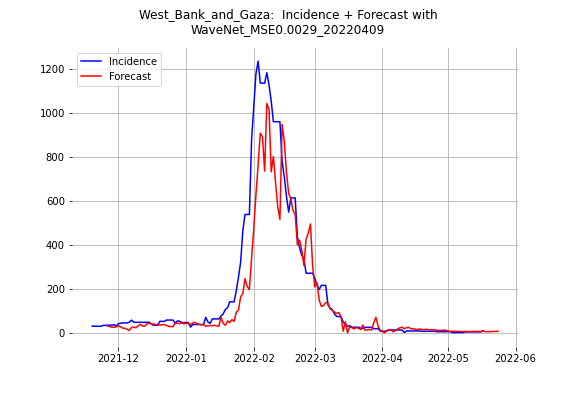 West_Bank_and_Gaza:  Incidence + Forecast with
WaveNet_MSE0.0029_20220409
Incidence
Forecast
1200
1000
800
600
400
200
0
2021-12 2022-01 2022-02 2022-03 2022-04 2022-05 2022-06